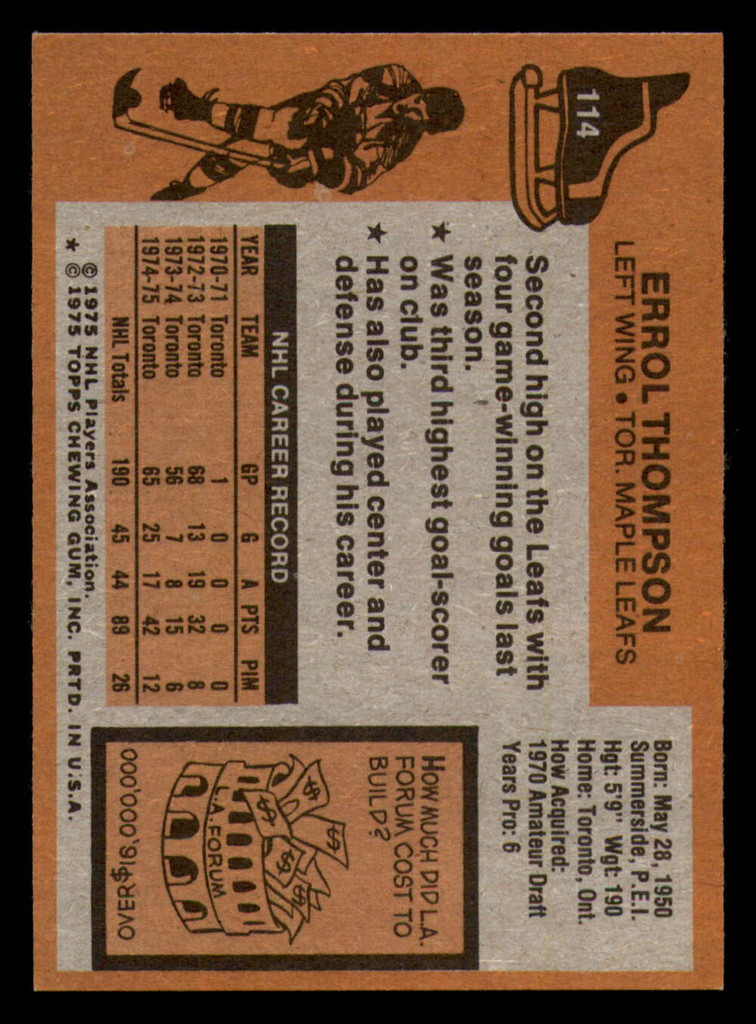 114
ERROL THOMPSON
LEFT WING • TOR. MAPLE LEAFS
Born: May 28, 1950
Summerside, P.E.I.
Hgt: 5'9" Wgt: 190
Home: Toronto, Ont.
How Acquired:
1970 Amateur Draft
Years Pro: 6
Second high on the Leafs with
four game-winning goals last
season.
★ Was third highest goal-scorer
on club.
★ Has also played center and
defense during his career.
NHL CAREER RECORD
YEAR TEAM GP G A PTS PIM
1970-71 Toronto 1 0 0 0 0
1972-73 Toronto 68 13 19 32 8
1973-74 Toronto 56 7 8 15 6
1974-75 Toronto 65 25 17 42 12
NHL Totals 190 45 44 89 26
© 1975 NHL Players Association.
* © 1975 TOPPS CHEWING GUM, INC. PRTD. IN U.S.A.
HOW MUCH DID L.A.
FORUM COST TO
BUILD?
$ $ $ $
L.A. FORUM
OVER $16,000,000